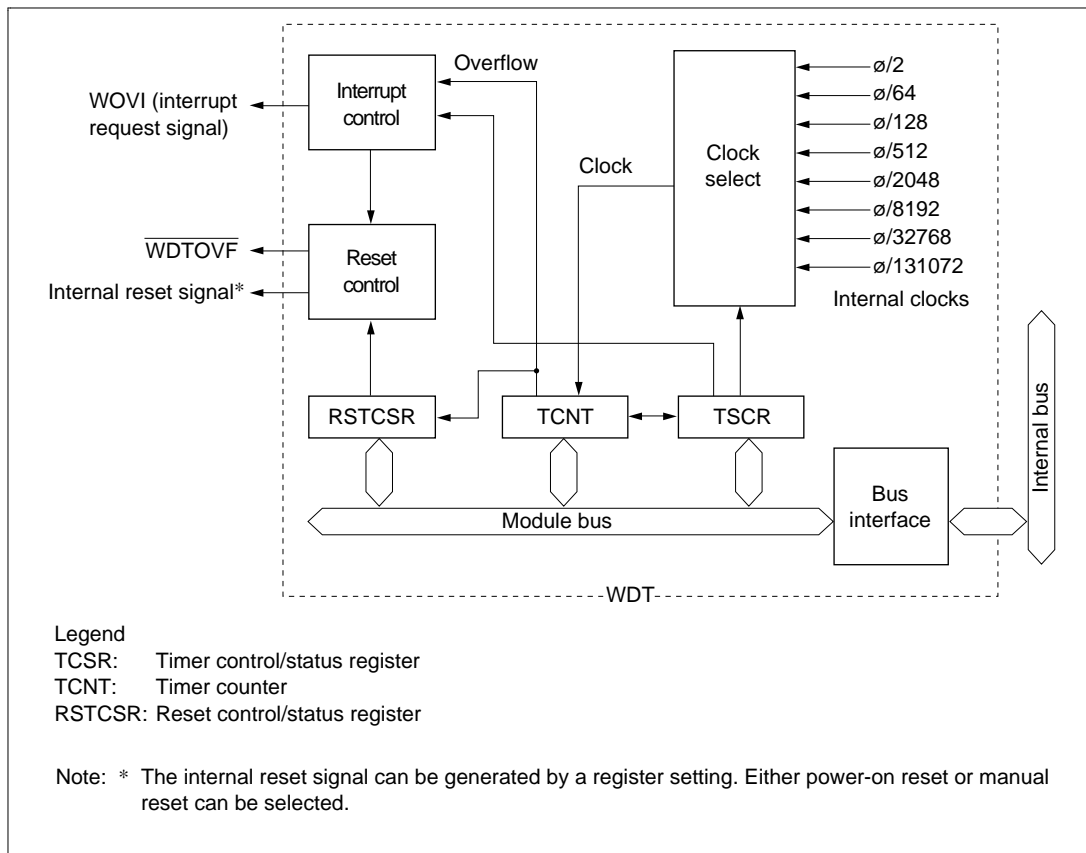 Overflow
Interrupt
control
WOVI (interrupt
request signal)
WDTOVF
Internal reset signal*
Reset
control
Clock
Clock
select
ø/2
ø/64
ø/128
ø/512
ø/2048
ø/8192
ø/32768
ø/131072
Internal clocks
RSTCSR
TCNT
TSCR
Module bus
Bus
interface
Internal bus
WDT
Legend
TCSR: Timer control/status register
TCNT: Timer counter
RSTCSR: Reset control/status register
Note: * The internal reset signal can be generated by a register setting. Either power-on reset or manual
reset can be selected.